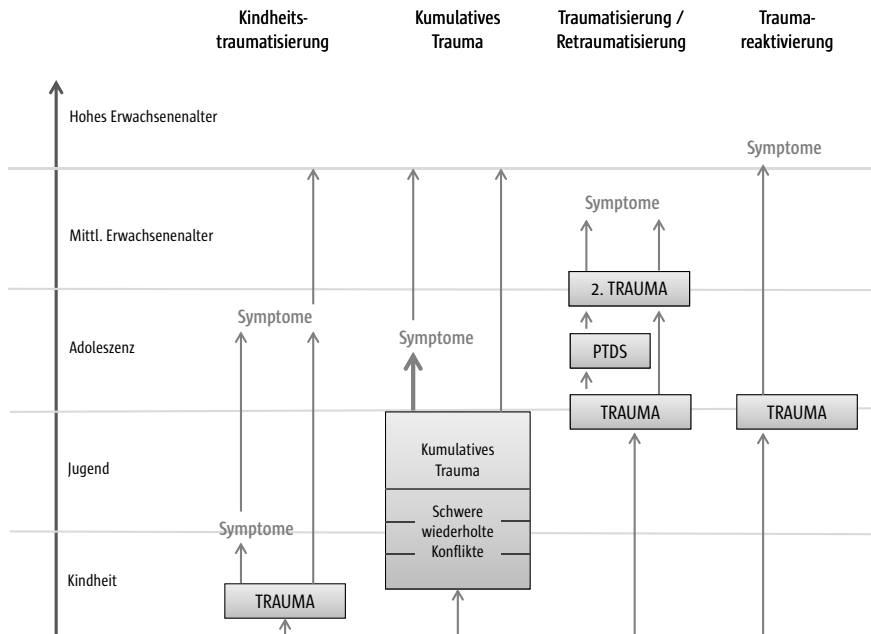 Kindheits-
traumatisierung
Kumulatives
Trauma
Traumatisierung /
Retraumatisierung
Trauma-
reaktivierung
Hohes Erwachsenenalter
Symptome
Mittl. Erwachsenenalter
Symptome
2. TRAUMA
Symptome
Adoleszenz
Symptome
PTDS
TRAUMA
TRAUMA
Jugend
Kumulatives
Trauma
Schwere
wiederholte
Konflikte
Symptome
Kindheit
TRAUMA